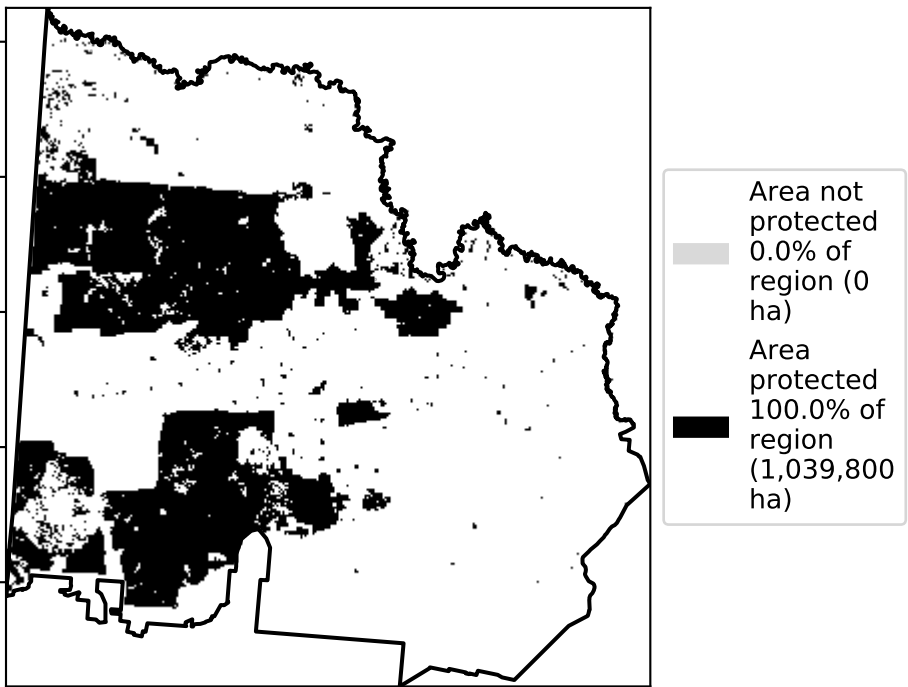 Area not
protected
0.0% of
region (0
ha)
Area
protected
100.0% of
region
(1,039,800
ha)